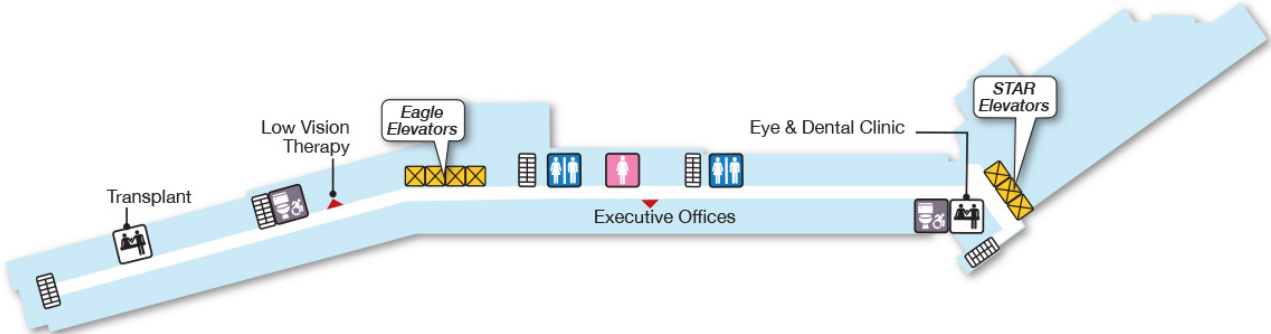 Transplant
Low Vision
Therapy
Eagle
Elevators
Executive Offices
Eye & Dental Clinic
STAR
Elevators